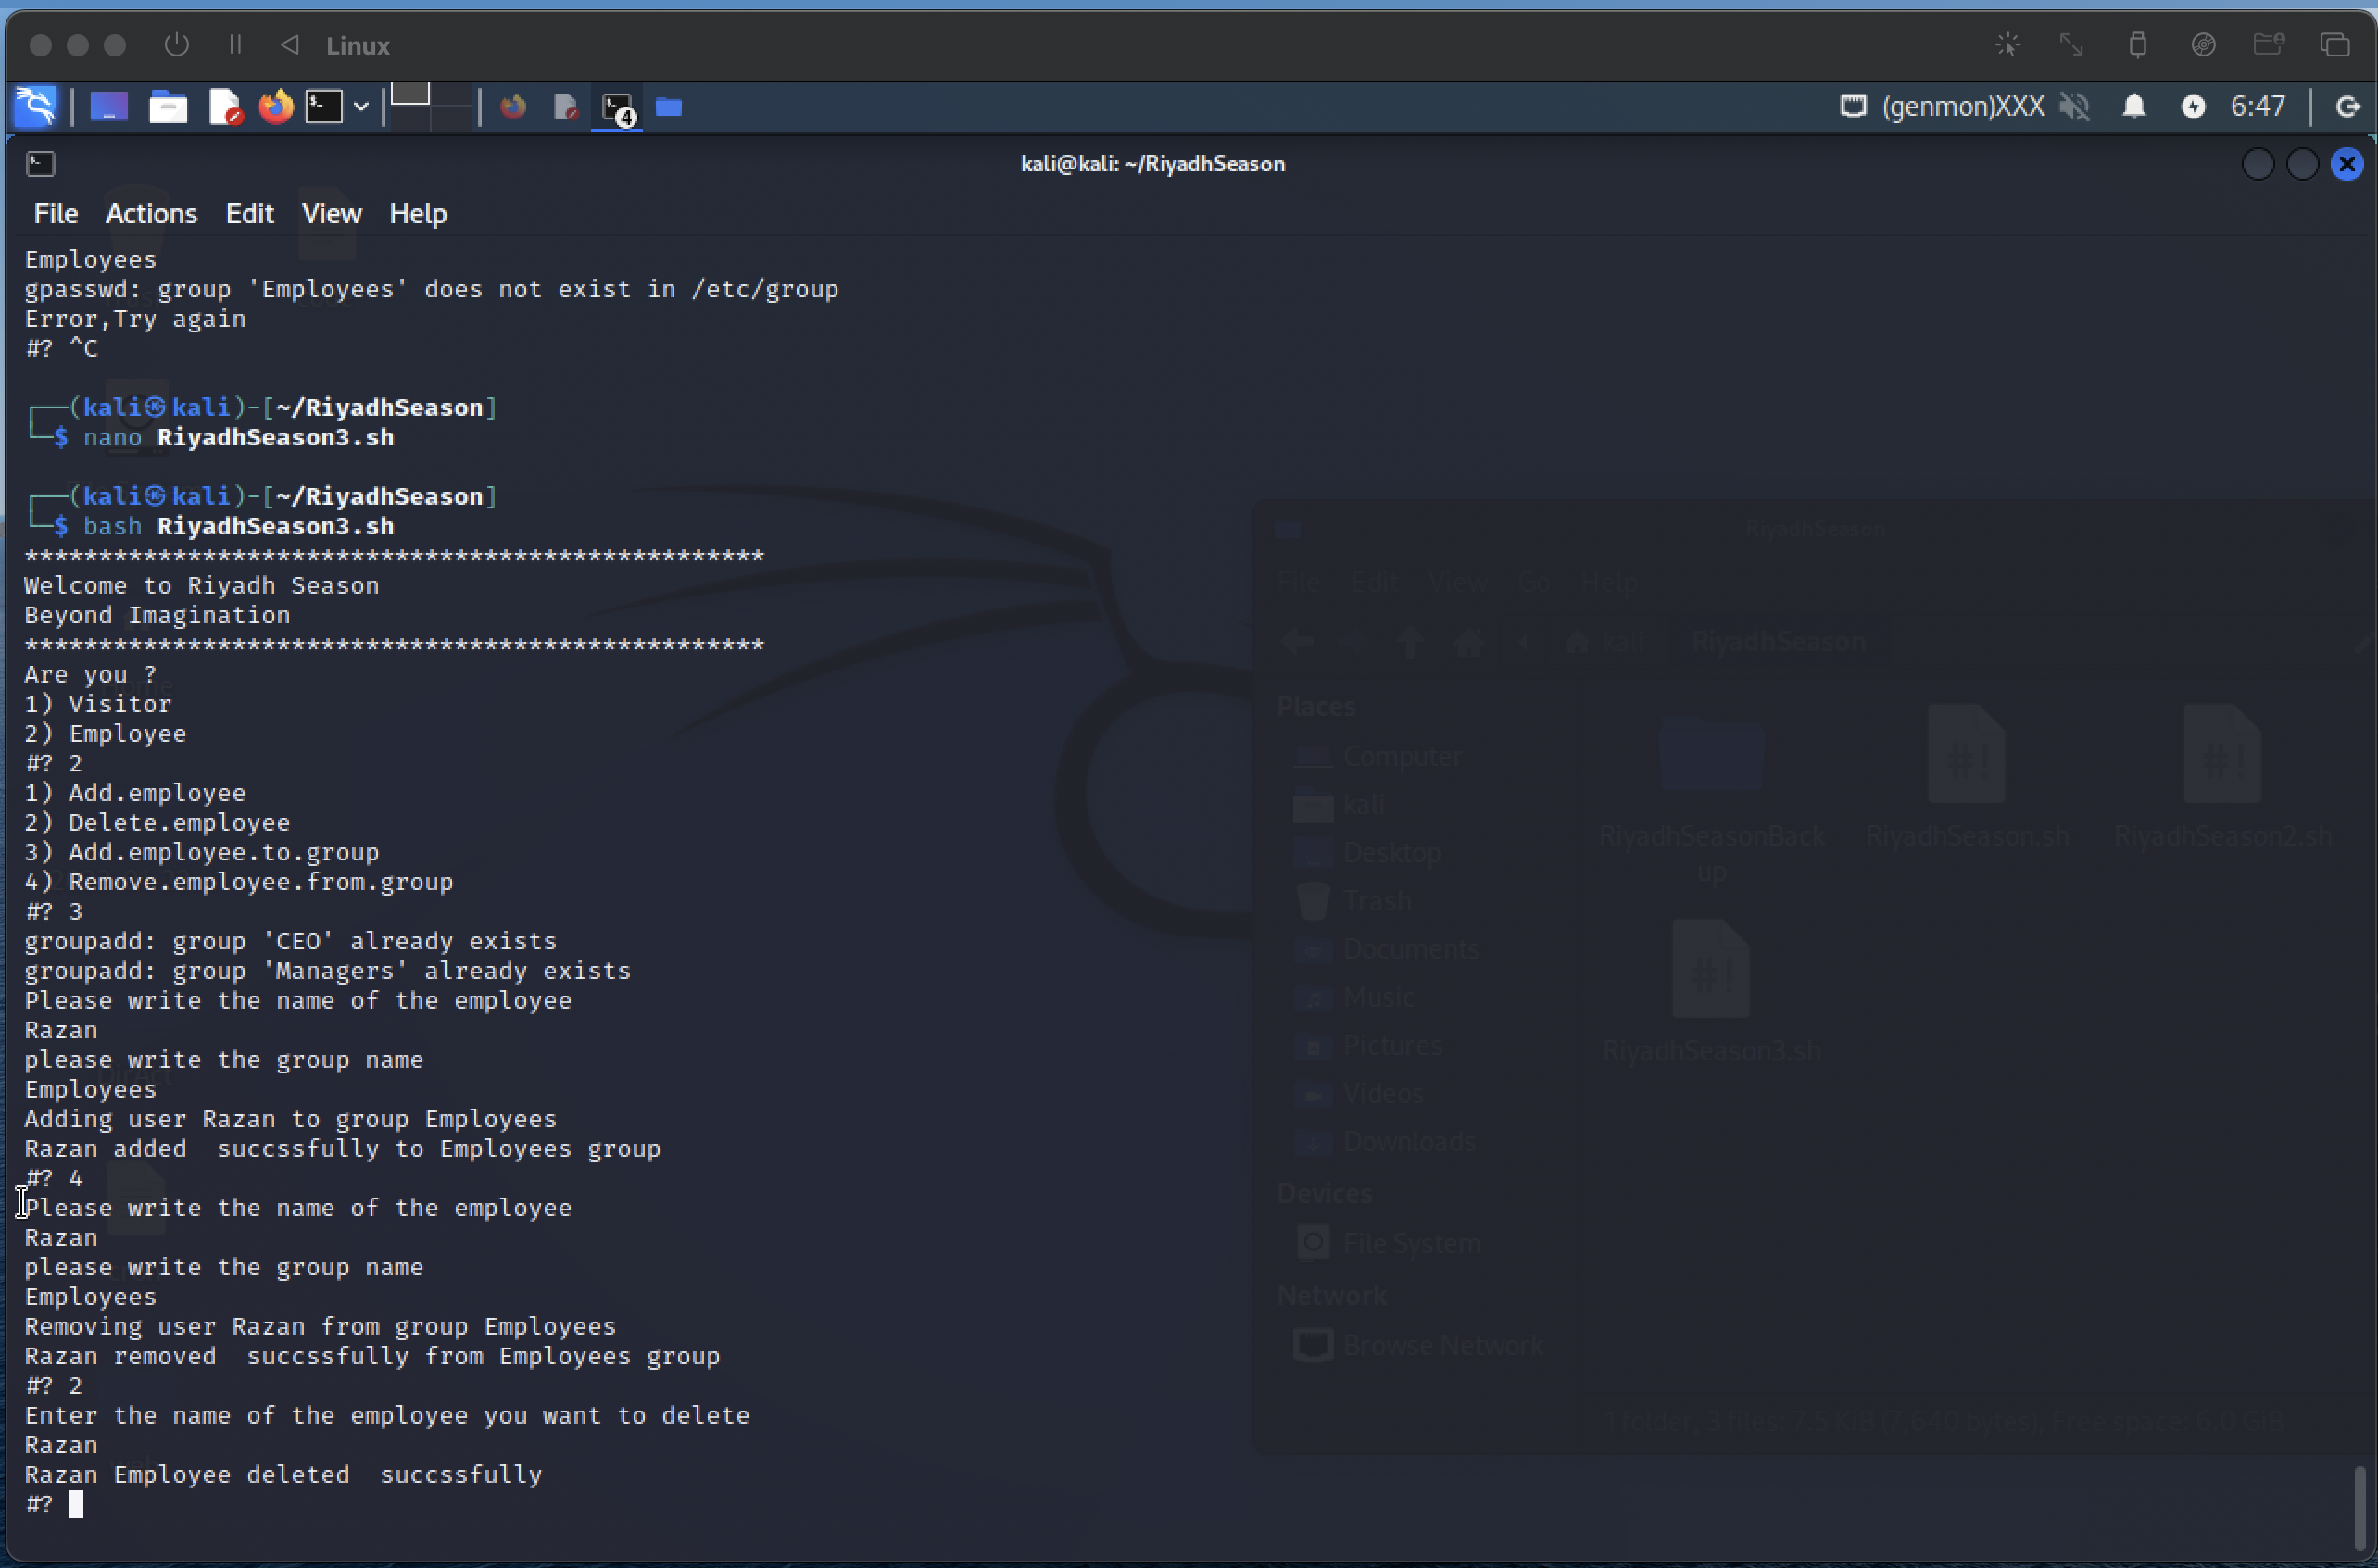 Linux
(genmon)XXX
6:47
4
kali@kali: ~/RiyadhSeason
File Actions Edit View Help
Employees
gpasswd: group 'Employees' does not exist in /etc/group
Error,Try again
#? ^C
┌──(kali㉿kali)-[~/RiyadhSeason]
└─$ nano RiyadhSeason3.sh
┌──(kali㉿kali)-[~/RiyadhSeason]
└─$ bash RiyadhSeason3.sh
**************************************************
Welcome to Riyadh Season
Beyond Imagination
**************************************************
Are you ?
1) Visitor
2) Employee
#? 2
1) Add.employee
2) Delete.employee
3) Add.employee.to.group
4) Remove.employee.from.group
#? 3
groupadd: group 'CEO' already exists
groupadd: group 'Managers' already exists
Please write the name of the employee
Razan
please write the group name
Employees
Adding user Razan to group Employees
Razan added  succssfully to Employees group
#? 4
Please write the name of the employee
Razan
please write the group name
Employees
Removing user Razan from group Employees
Razan removed  succssfully from Employees group
#? 2
Enter the name of the employee you want to delete
Razan
Razan Employee deleted  succssfully
#?
RiyadhSeason
File Edit View Go Help
kali RiyadhSeason
Places
Computer
kali
Desktop
Trash
Documents
Music
Pictures
Videos
Downloads
Devices
File System
Network
Browse Network
RiyadhSeasonBack
up
RiyadhSeason.sh
RiyadhSeason2.sh
RiyadhSeason3.sh
1 folder, 3 files: 7.5 KiB (7,640 bytes), Free space: 6.0 GiB